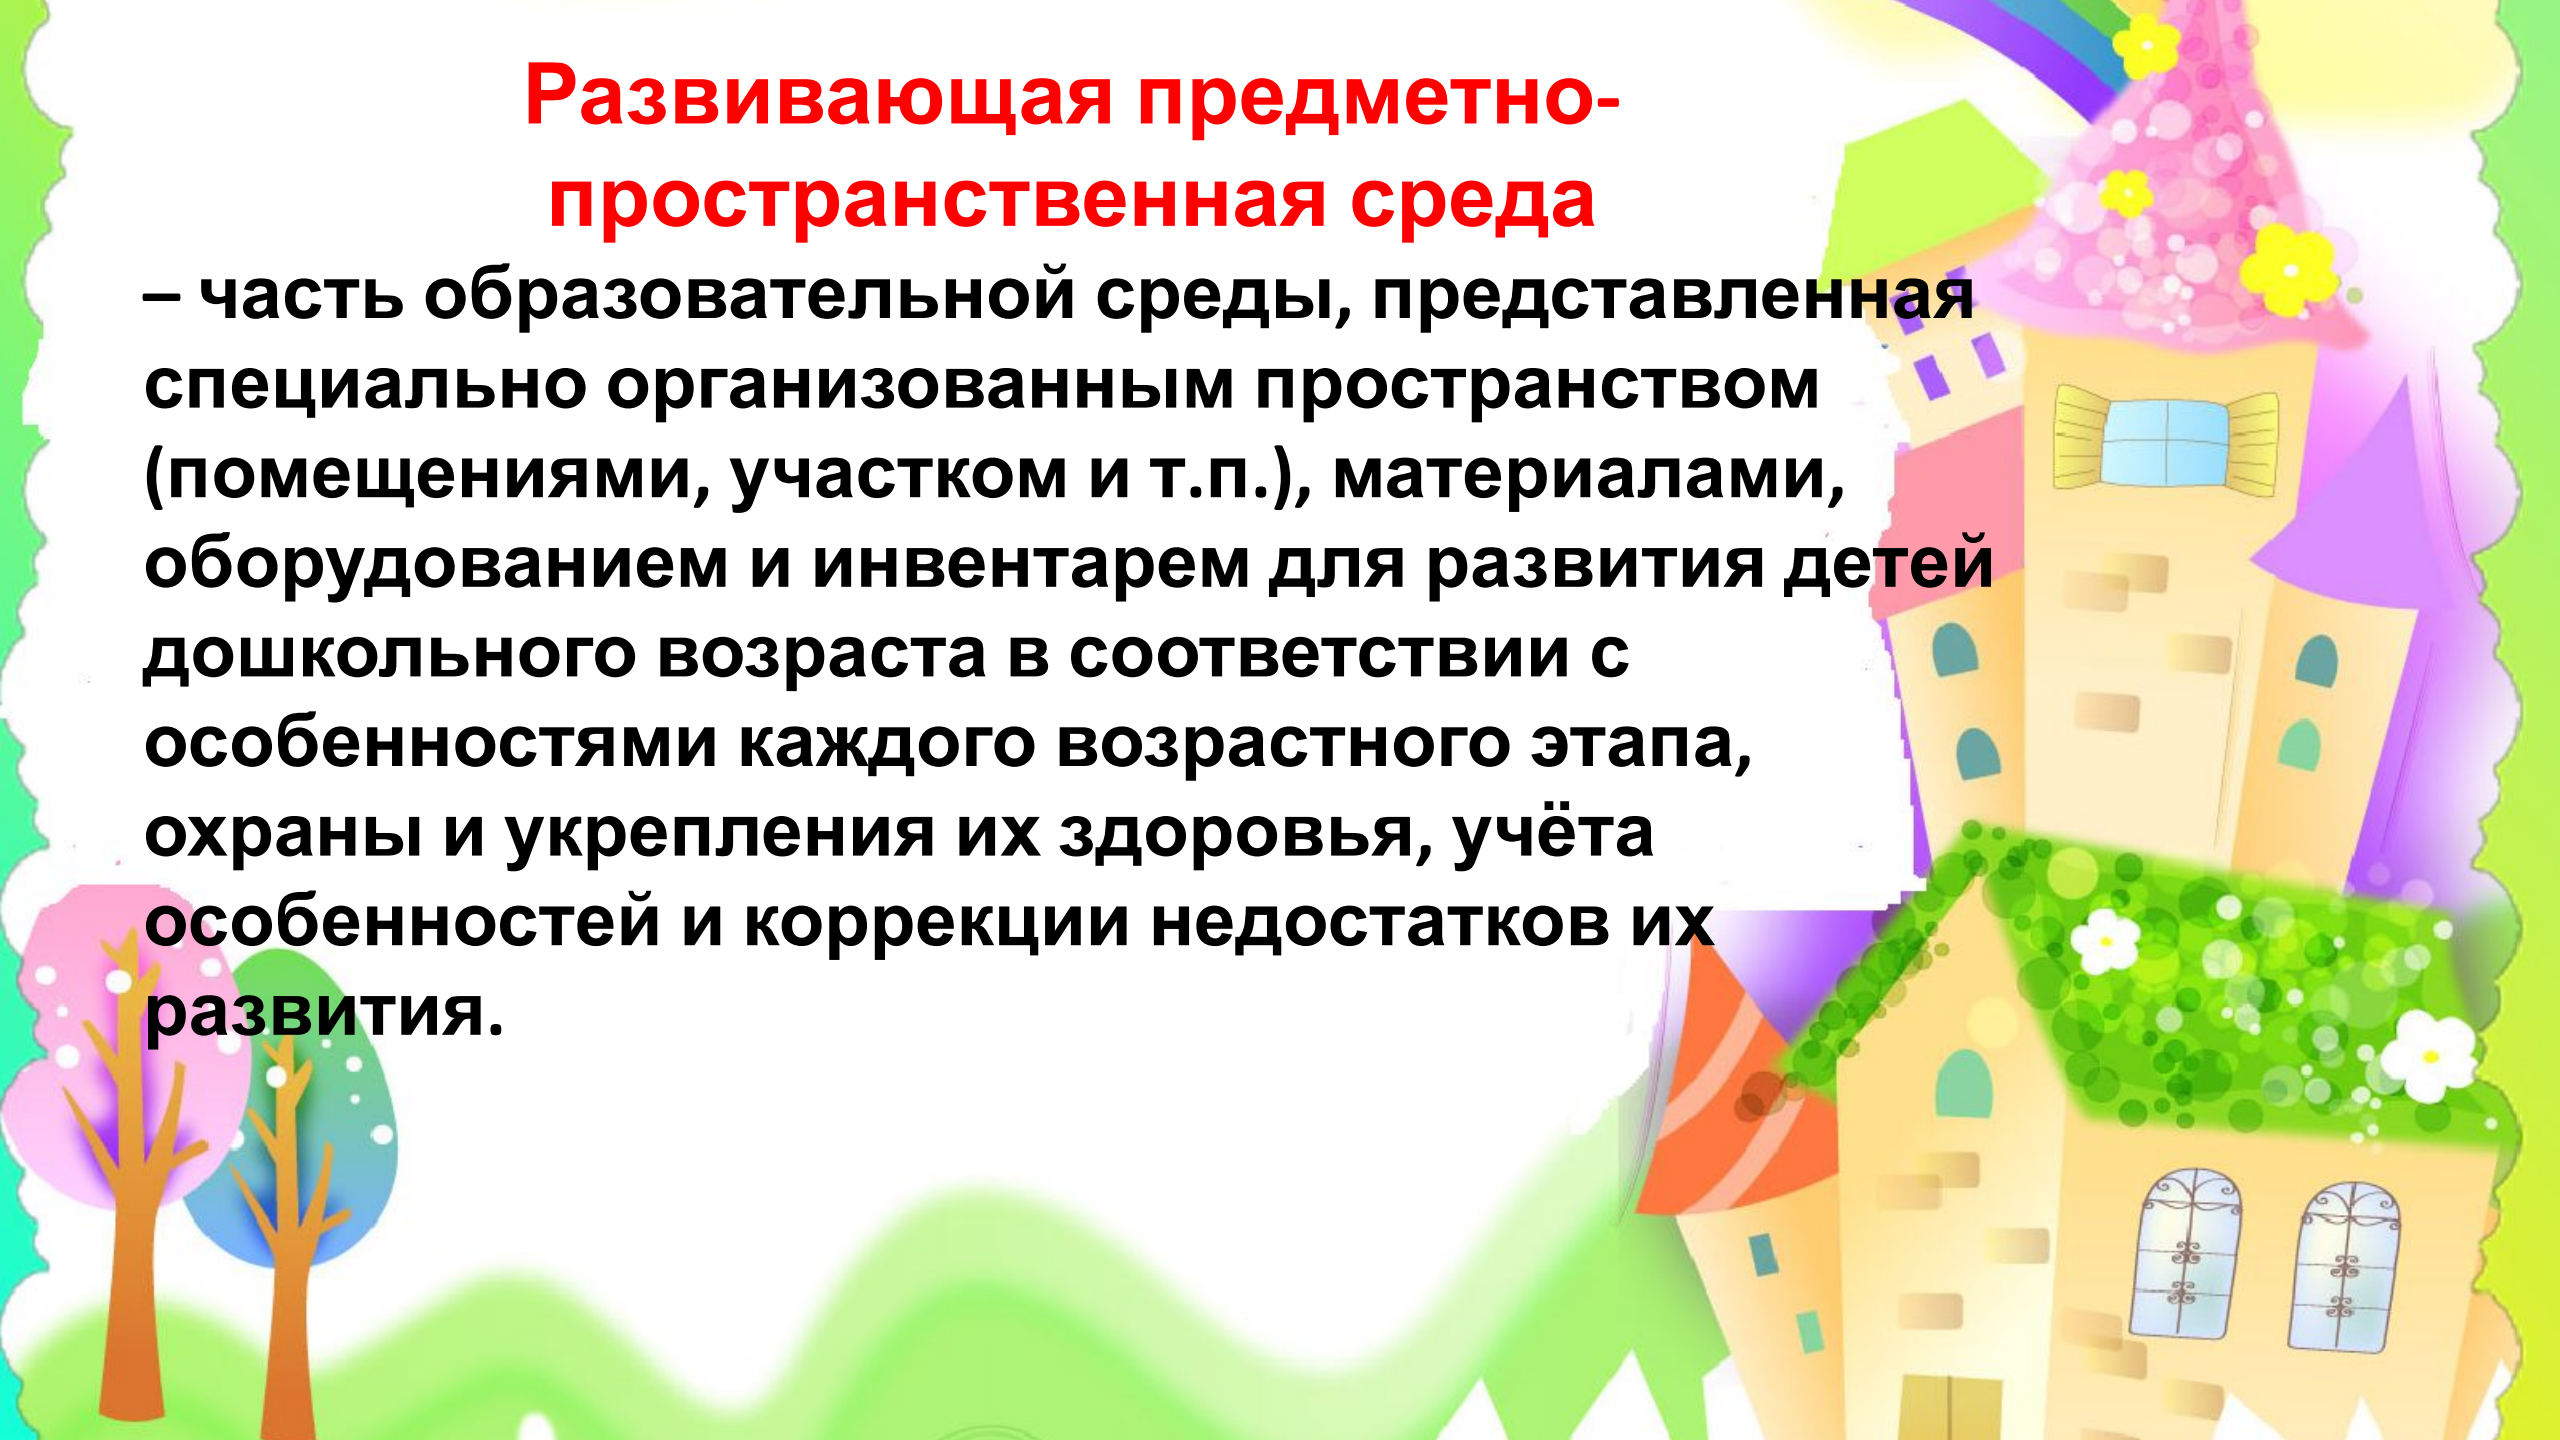 Развивающая предметно-
пространственная среда
– часть образовательной среды, представленная
специально организованным пространством
(помещениями, участком и т.п.), материалами,
оборудованием и инвентарем для развития детей
дошкольного возраста в соответствии с
особенностями каждого возрастного этапа,
охраны и укрепления их здоровья, учёта
особенностей и коррекции недостатков их
развития.